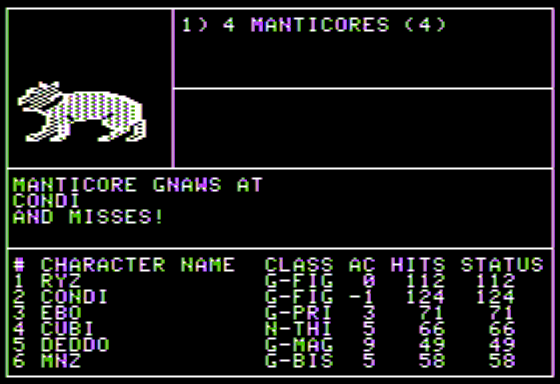 1) 4 MANTICORES (4)
MANTICORE GNAWS AT
CONDI
AND MISSES!
# CHARACTER NAME CLASS AC HITS STATUS
1 RYZ G-FIG 0 112 112
2 CONDI G-FIG -1 124 124
3 EBO G-PRI 3 71 71
4 CUBI N-THI 5 66 66
5 DEDDO G-MAG 9 49 49
6 MNZ G-BIS 5 58 58